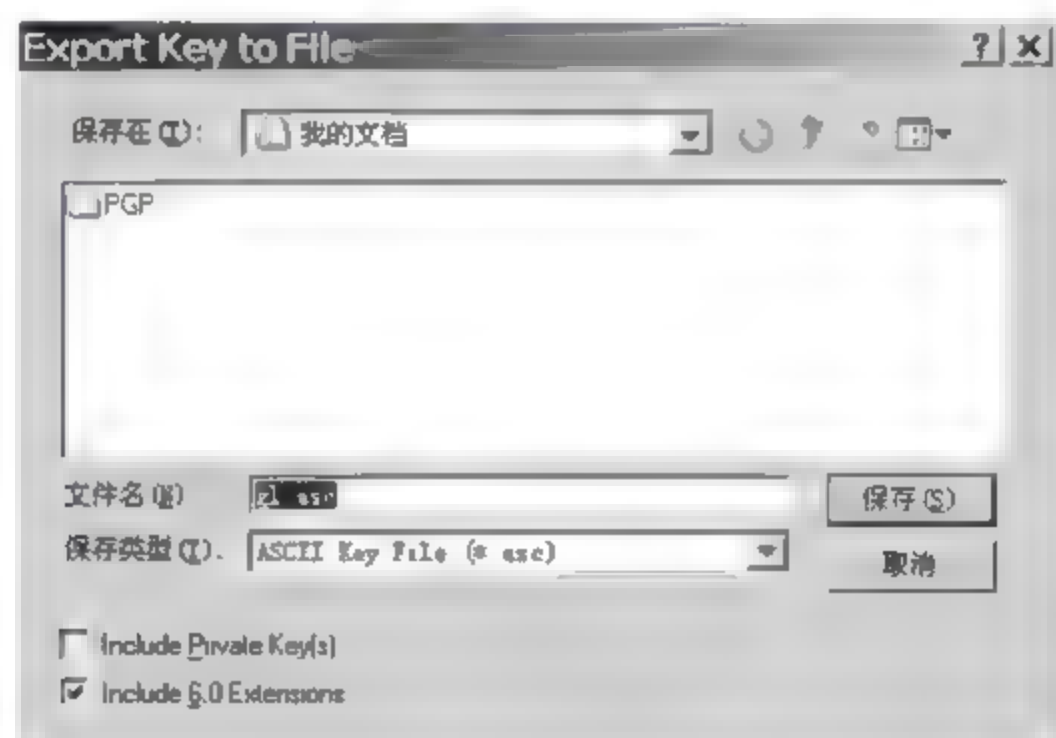 Export Key to File
保存在(I): 我的文档
PGP
文件名(N)
保存(S)
保存类型(T). ASCII Key File (* asc)
取消
Include Private Key(s)
Include 6.0 Extensions